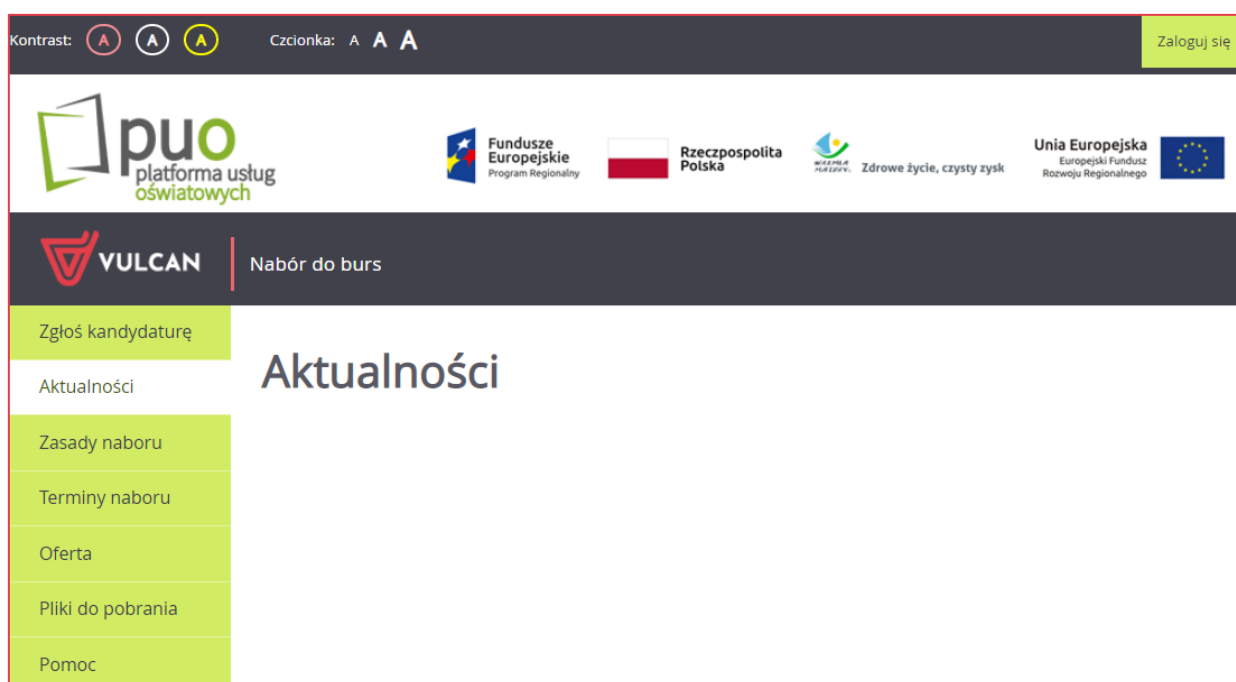 Kontrast: A A A Czcionka: A A A Zaloguj się
puo
platforma usług
oświatowych
Fundusze
Europejskie
Program Regionalny
Rzeczpospolita
Polska
WARMIA
MAZURY.
Zdrowe życie, czysty zysk
Unia Europejska
Europejski Fundusz
Rozwoju Regionalnego
VULCAN
Nabór do burs
Zgłoś kandydaturę
Aktualności
Zasady naboru
Terminy naboru
Oferta
Pliki do pobrania
Pomoc
Aktualności